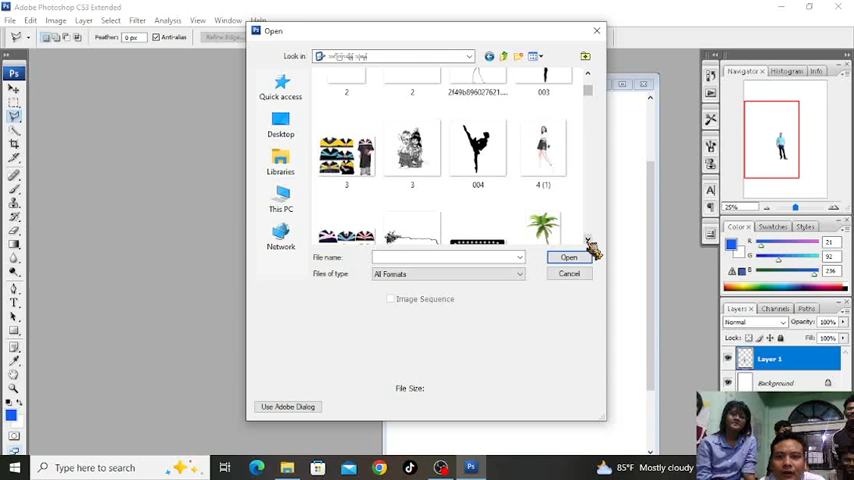 Adobe Photoshop CS3 Extended
File Edit Image Layer Select Filter Analysis View Window
Feather: 0 px Anti-alias Refine Edge...
Open
Look in:
Quick access
Desktop
Libraries
This PC
Network
2 2 2f49b896027621... 003
3 3 004 4 (1)
File name: Open
Files of type: All Formats Cancel
Image Sequence
File Size:
Use Adobe Dialog
Navigator Histogram Info
25%
Color Swatches Styles
R 21
G 92
B 236
Layers Channels Paths
Normal Opacity: 100%
Lock: Fill: 100%
Layer 1
Background
Type here to search
85°F Mostly cloudy